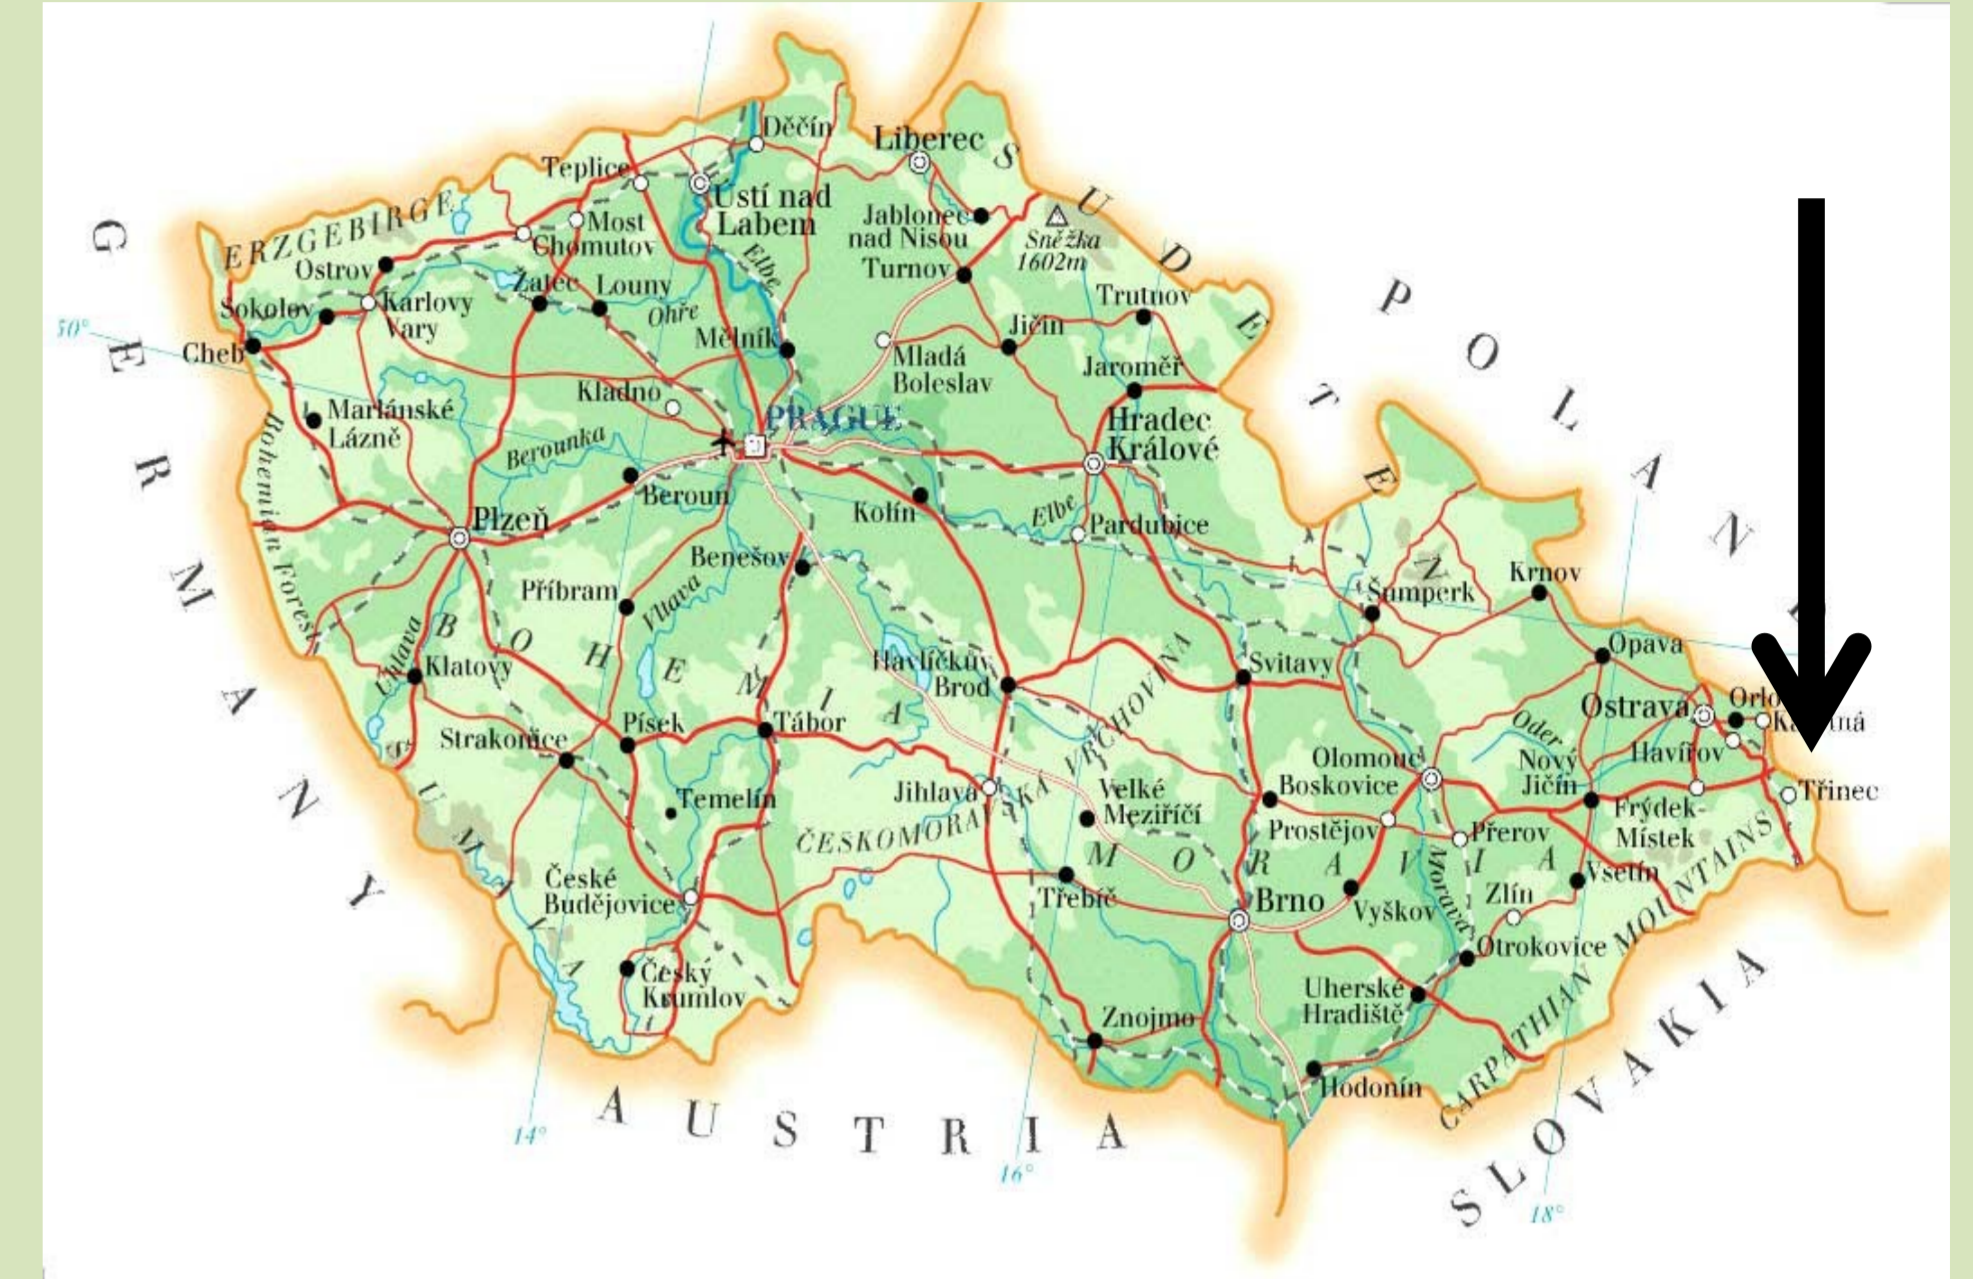 Děčín
Liberec
Teplice
Ústí nad
Labem
Most
Chomutov
ERZGEBIRGE
Ostrov
Jablonec
nad Nisou
Turnov
Sněžka
1602m
SUDETEN
Žatec
Louny
Ohře
Elbe
Trutnov
Sokolov
Karlovy
Vary
Cheb
50°
Mělník
Jičín
Mladá
Boleslav
Jaroměř
Kladno
Hradec
Králové
PRAGUE
Mariánské
Lázně
Berounka
Beroun
Kolín
Elbe
Pardubice
Bohemian Forest
Plzeň
Benešov
Příbram
Vltava
Krnov
Šumperk
Opava
BOHEMIA
Úhlava
Klatovy
Havlíčkův
Brod
Svitavy
Ostrava
Orlo
Havířov
Písek
Tábor
Strakonice
Oder
Olomouc
Nový
Jičín
Boskovice
Jihlava
Velké
Meziříčí
Temelín
Třinec
Frýdek-
Místek
Prostějov
Přerov
ČESKOMORAVSKÁ VRCHOVINA
MORAVIA
Morava
Vsetín
Zlín
České
Budějovice
Třebíč
Brno
Vyškov
Otrokovice
ŠUMAVA
Český
Krumlov
Uherské
Hradiště
Znojmo
Hodonín
CARPATHIAN MOUNTAINS
GERMANY
POLAN
AUSTRIA
SLOVAKIA
14°
16°
18°